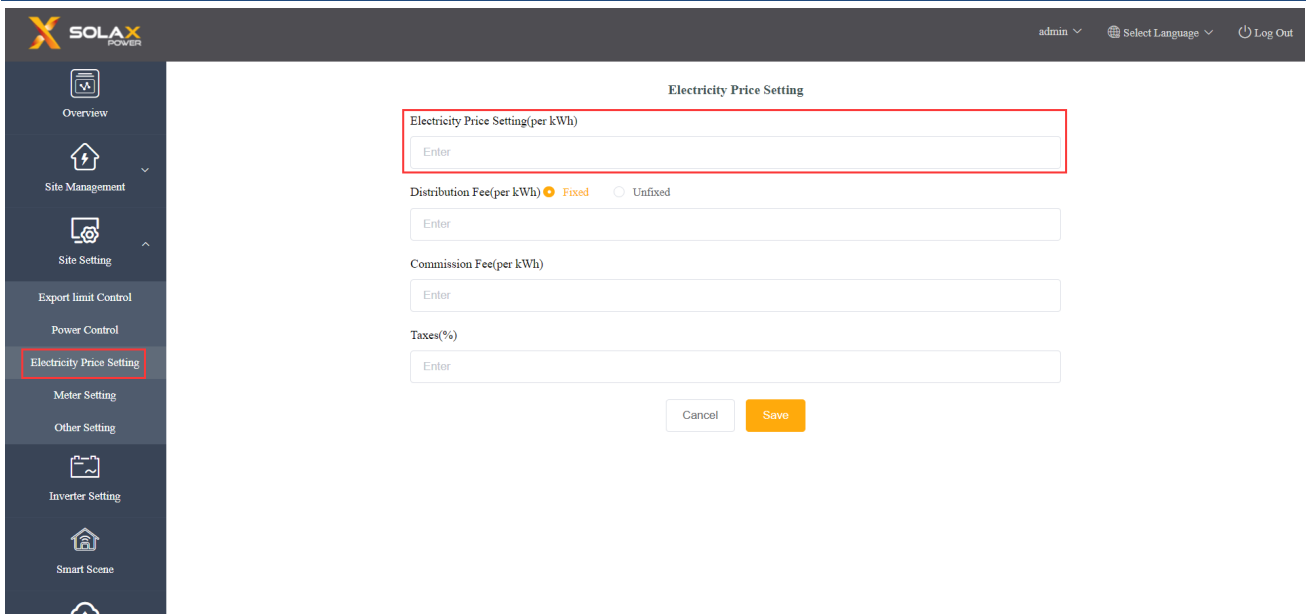 SOLAX
POWER
admin
Select Language
Log Out
Overview
Site Management
Site Setting
Export limit Control
Power Control
Electricity Price Setting
Meter Setting
Other Setting
Inverter Setting
Smart Scene
Electricity Price Setting
Electricity Price Setting(per kWh)
Enter
Distribution Fee(per kWh) Fixed Unfixed
Enter
Commission Fee(per kWh)
Enter
Taxes(%)
Enter
Cancel Save